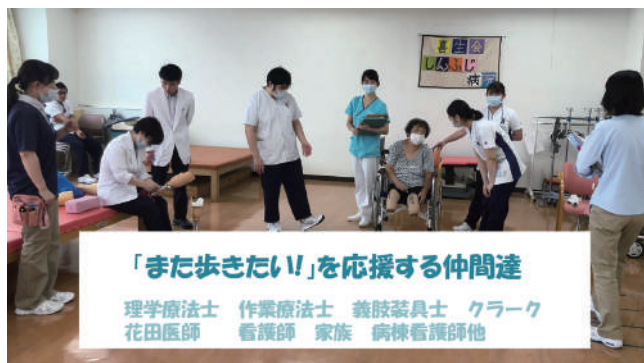 喜生会
しんふじ
病院
「また歩きたい!」を応援する仲間達
理学療法士 作業療法士 義肢装具士 クラーク
花田医師 看護師 家族 病棟看護師他